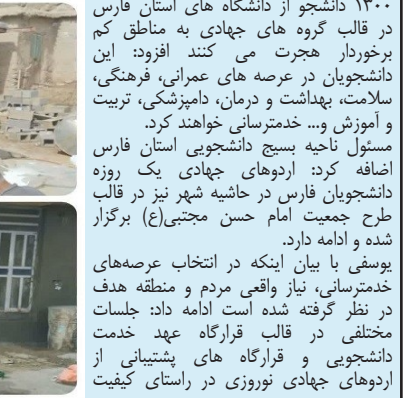 ۱۳۰۰ دانشجو از دانشگاه های استان فارس
در قالب گروه های جهادی به مناطق کم
برخوردار هجرت می کنند افزود: این
دانشجویان در عرصه های عمرانی، فرهنگی،
سلامت، بهداشت و درمان، دامپزشکی، تربیت
و آموزش و... خدمترسانی خواهند کرد.
مسئول ناحیه بسیج دانشجویی استان فارس
اضافه کرد: اردوهای جهادی یک روزه
دانشجویان فارس در حاشیه شهر نیز در قالب
طرح جمعیت امام حسن مجتبی(ع) برگزار
شده و ادامه دارد.
یوسفی با بیان اینکه در انتخاب عرصه‌های
خدمترسانی، نیاز واقعی مردم و منطقه هدف
در نظر گرفته شده است ادامه داد: جلسات
مختلفی در قالب قرارگاه عهد خدمت
دانشجویی و قرارگاه های پشتیبانی از
اردوهای جهادی نوروزی در راستای کیفیت